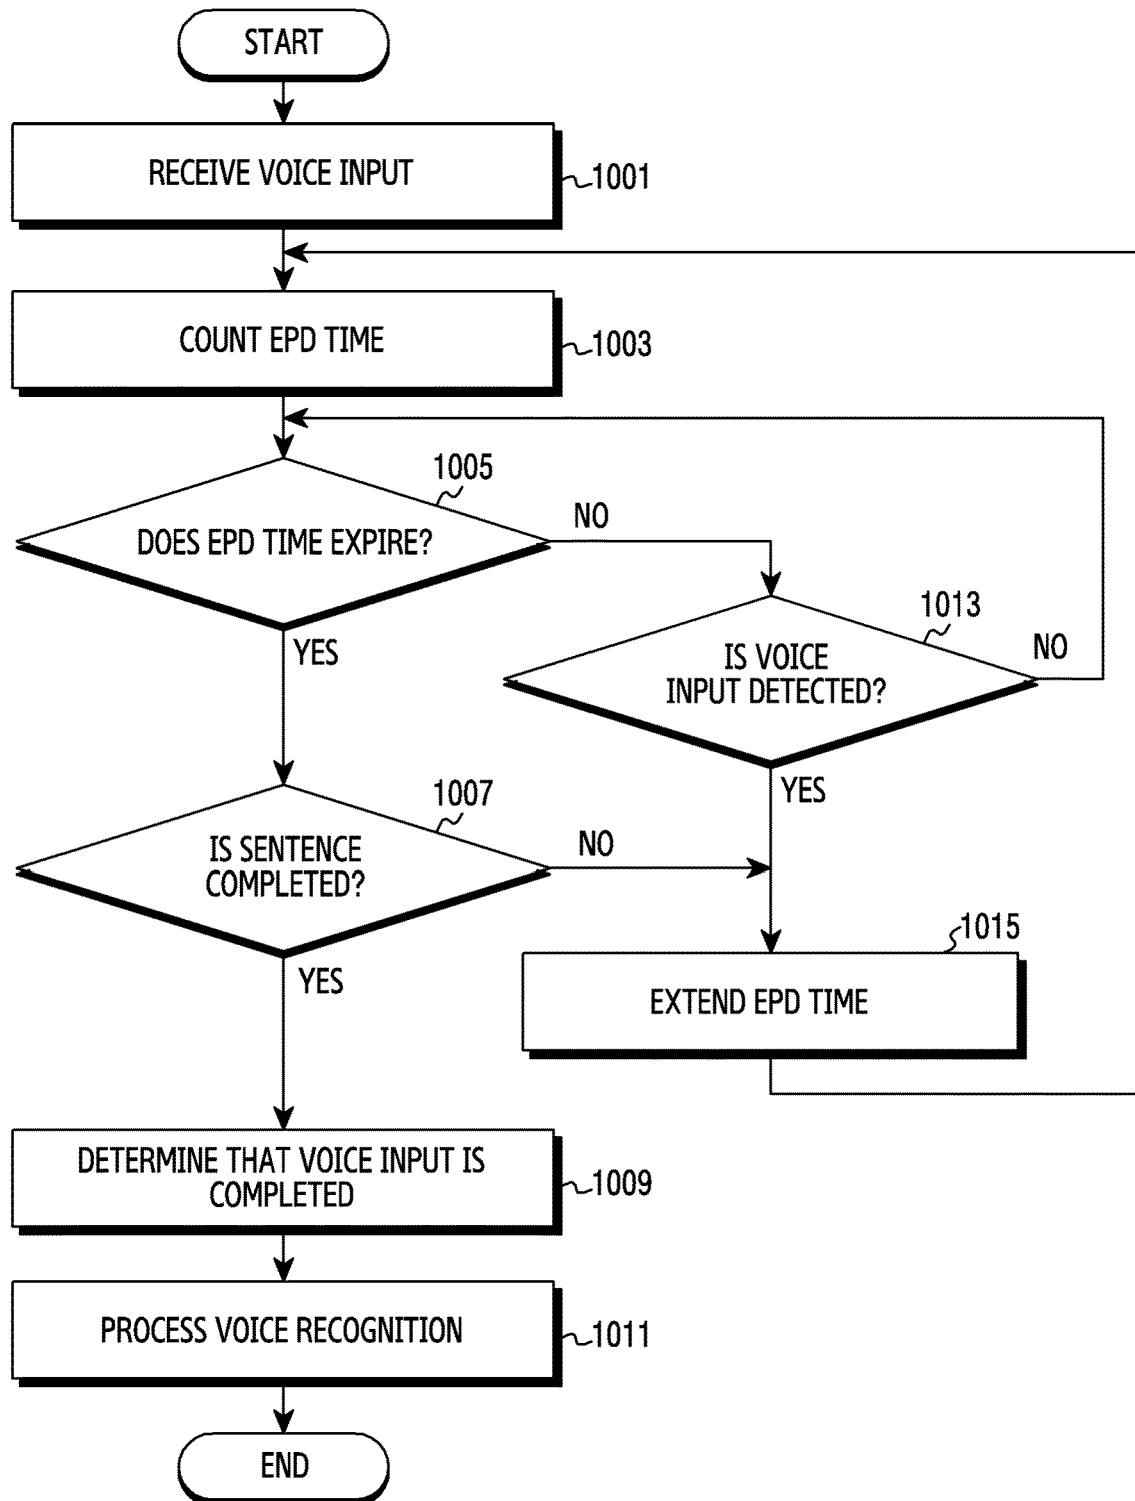 START
RECEIVE VOICE INPUT
1001
COUNT EPD TIME
1003
1005
DOES EPD TIME EXPIRE?
NO
YES
1013
IS VOICE
INPUT DETECTED?
NO
YES
1007
IS SENTENCE
COMPLETED?
NO
YES
1015
EXTEND EPD TIME
DETERMINE THAT VOICE INPUT IS
COMPLETED
1009
PROCESS VOICE RECOGNITION
1011
END